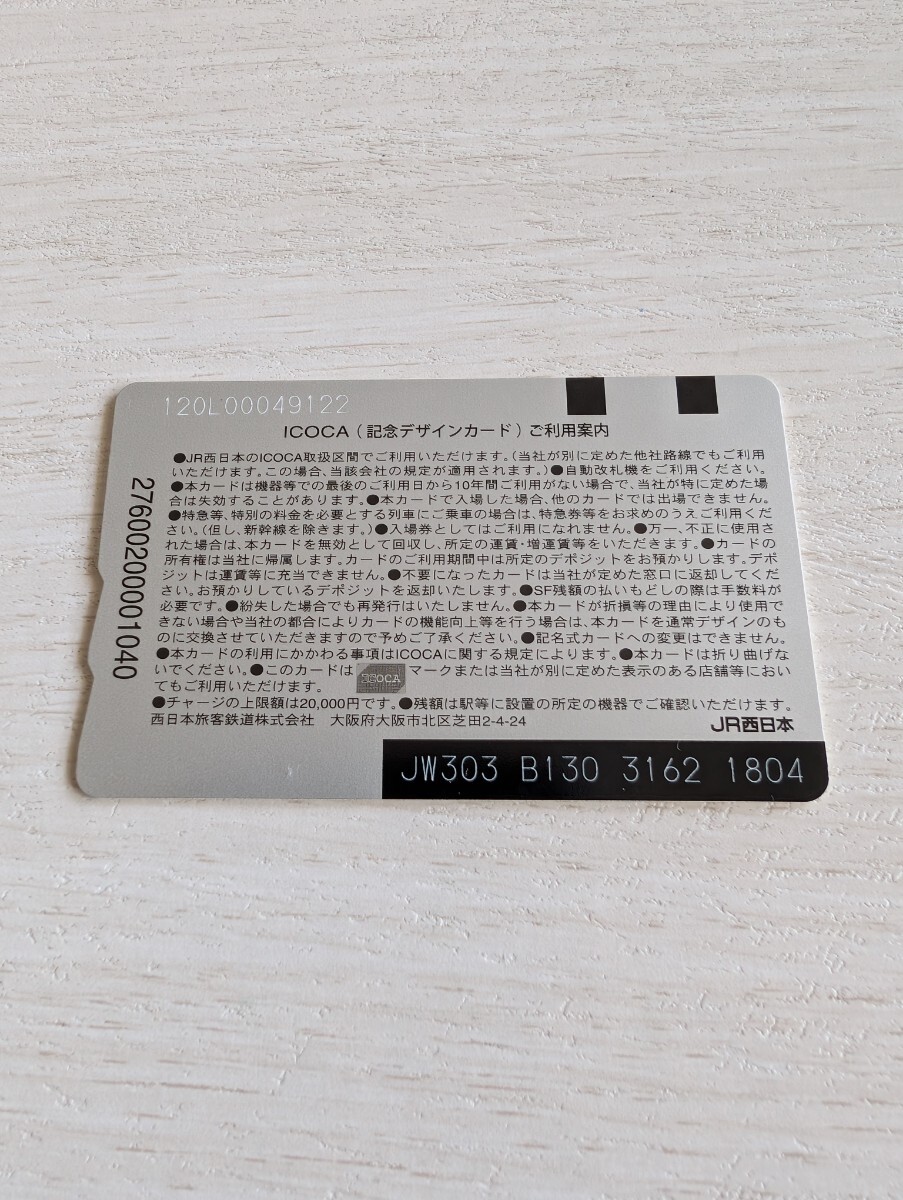 120L00049122
ICOCA（記念デザインカード）ご利用案内
●JR西日本のICOCA取扱区間でご利用いただけます。（当社が別に定めた他社路線でもご利用
いただけます。この場合、当該会社の規定が適用されます。）●自動改札機をご利用ください。
●本カードは機器等での最後のご利用日から10年間ご利用がない場合で、当社が特に定めた場
合は失効することがあります。●本カードで入場した場合、他のカードでは出場できません。
●特急等、特別の料金を必要とする列車にご乗車の場合は、特急券等をお求めのうえご利用くだ
さい。（但し、新幹線を除きます。）●入場券としてはご利用になれません。●万一、不正に使用さ
れた場合は、本カードを無効として回収し、所定の運賃・増運賃等をいただきます。●カードの
所有権は当社に帰属します。カードのご利用期間中は所定のデポジットをお預かりします。デポ
ジットは運賃等に充当できません。●不要になったカードは当社が定めた窓口に返却してくだ
さい。お預かりしているデポジットを返却いたします。●SF残額の払いもどしの際は手数料が
必要です。●紛失した場合でも再発行はいたしません。●本カードが折損等の理由により使用で
きない場合や当社の都合によりカードの機能向上等を行う場合は、本カードを通常デザインのも
のに交換させていただきますので予めご了承ください。●記名式カードへの変更はできません。
●本カードの利用にかかわる事項はICOCAに関する規定によります。●本カードは折り曲げな
いでください。●このカードは ICOCA マークまたは当社が別に定めた表示のある店舗等におい
てもご利用いただけます。
●チャージの上限額は20,000円です。●残額は駅等に設置の所定の機器でご確認いただけます。
西日本旅客鉄道株式会社 大阪府大阪市北区芝田2-4-24
JR西日本
JW303 B130 3162 1804
2760020001040